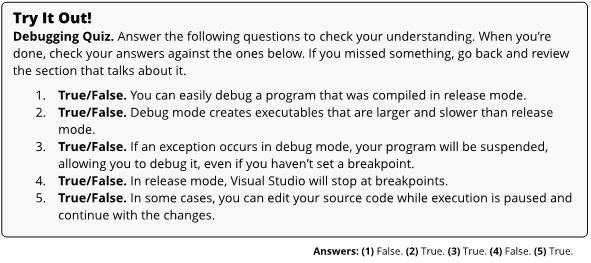 Try It Out!
Debugging Quiz. Answer the following questions to check your understanding. When you're
done, check your answers against the ones below. If you missed something, go back and review
the section that talks about it.
1. True/False. You can easily debug a program that was compiled in release mode.
2. True/False. Debug mode creates executables that are larger and slower than release
mode.
3. True/False. If an exception occurs in debug mode, your program will be suspended,
allowing you to debug it, even if you haven't set a breakpoint.
4. True/False. In release mode, Visual Studio will stop at breakpoints.
5. True/False. In some cases, you can edit your source code while execution is paused and
continue with the changes.
Answers: (1) False. (2) True. (3) True. (4) False. (5) True.